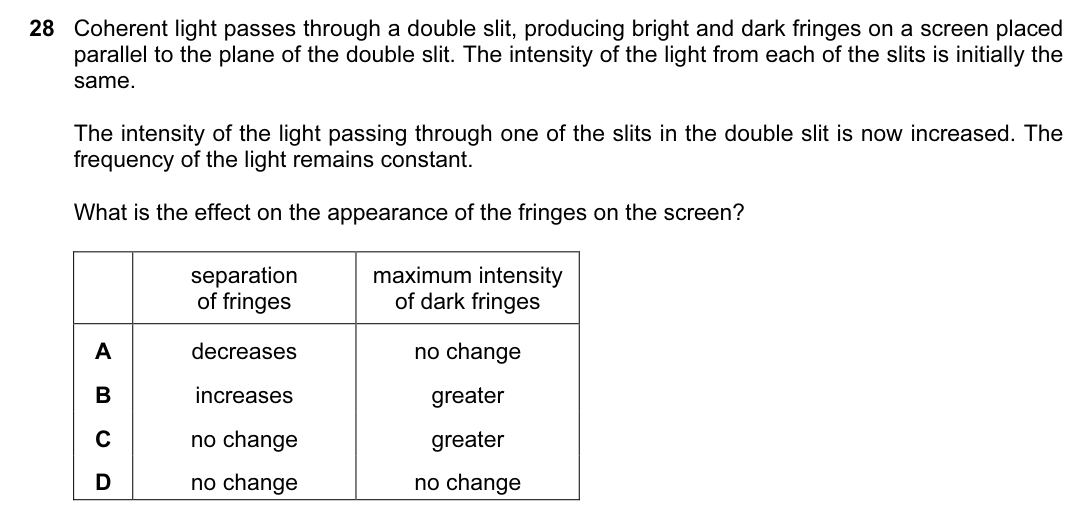 28 Coherent light passes through a double slit, producing bright and dark fringes on a screen placed
parallel to the plane of the double slit. The intensity of the light from each of the slits is initially the
same.
The intensity of the light passing through one of the slits in the double slit is now increased. The
frequency of the light remains constant.
What is the effect on the appearance of the fringes on the screen?
separation of fringes maximum intensity of dark fringes
A decreases no change
B increases greater
C no change greater
D no change no change